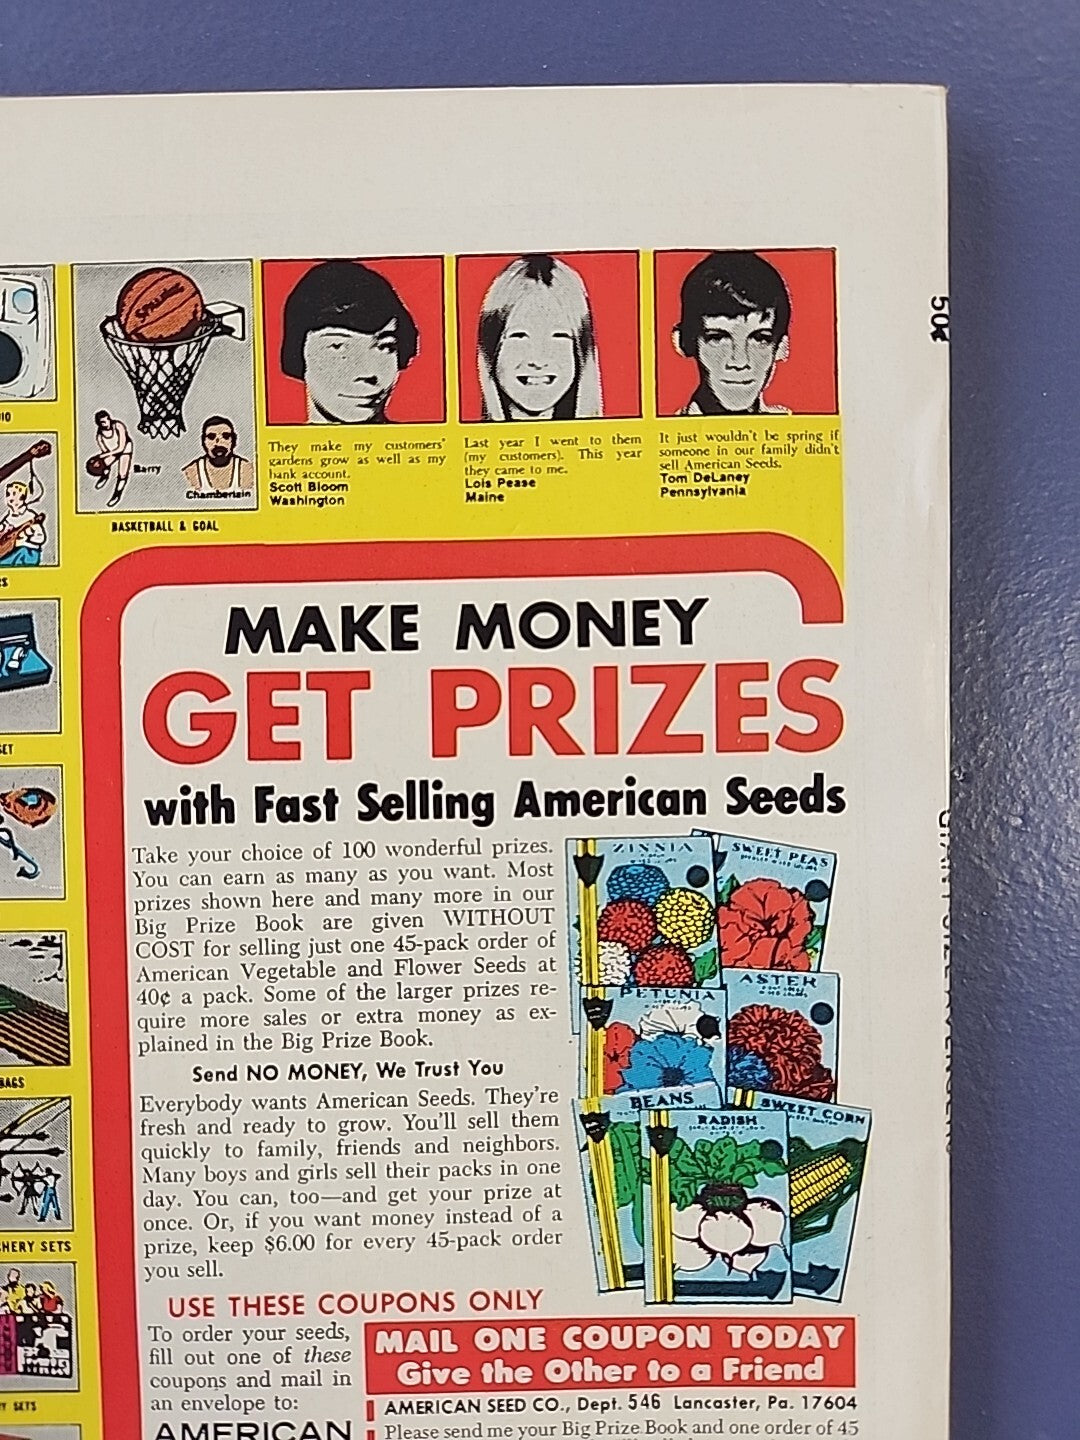 SPALDING
Barry
Chamberlain
BASKETBALL & GOAL
They make my customers'
gardens grow as well as my
bank account.
Scott Bloom
Washington
Last year I went to them
(my customers). This year
they came to me.
Lois Pease
Maine
It just wouldn't be spring if
someone in our family didn't
sell American Seeds.
Tom DeLaney
Pennsylvania
50¢
SET
BAGS
HERY SETS
SETS
MAKE MONEY
GET PRIZES
with Fast Selling American Seeds
Take your choice of 100 wonderful prizes.
You can earn as many as you want. Most
prizes shown here and many more in our
Big Prize Book are given WITHOUT
COST for selling just one 45-pack order of
American Vegetable and Flower Seeds at
40¢ a pack. Some of the larger prizes re-
quire more sales or extra money as ex-
plained in the Big Prize Book.
Send NO MONEY, We Trust You
Everybody wants American Seeds. They're
fresh and ready to grow. You'll sell them
quickly to family, friends and neighbors.
Many boys and girls sell their packs in one
day. You can, too—and get your prize at
once. Or, if you want money instead of a
prize, keep $6.00 for every 45-pack order
you sell.
ZINNIA
SWEET PEAS
PETUNIA
ASTER
BEANS
RADISH
SWEET CORN
USE THESE COUPONS ONLY
To order your seeds,
fill out one of these
coupons and mail in
an envelope to:
AMERICAN
MAIL ONE COUPON TODAY
Give the Other to a Friend
AMERICAN SEED CO., Dept. 546 Lancaster, Pa. 17604
Please send me your Big Prize Book and one order of 45